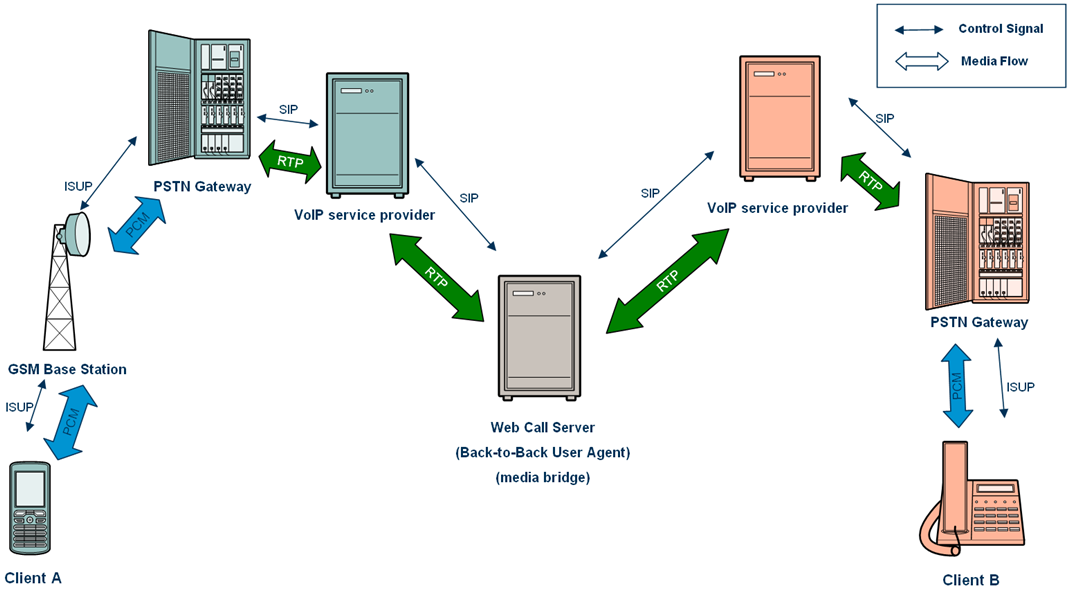 Control Signal
Media Flow
SIP
SIP
ISUP
RTP
RTP
PSTN Gateway
PCM
VoIP service provider
SIP
SIP
VoIP service provider
RTP
RTP
PSTN Gateway
GSM Base Station
ISUP
PCM
PCM
ISUP
Web Call Server
(Back-to-Back User Agent)
(media bridge)
Client A
Client B